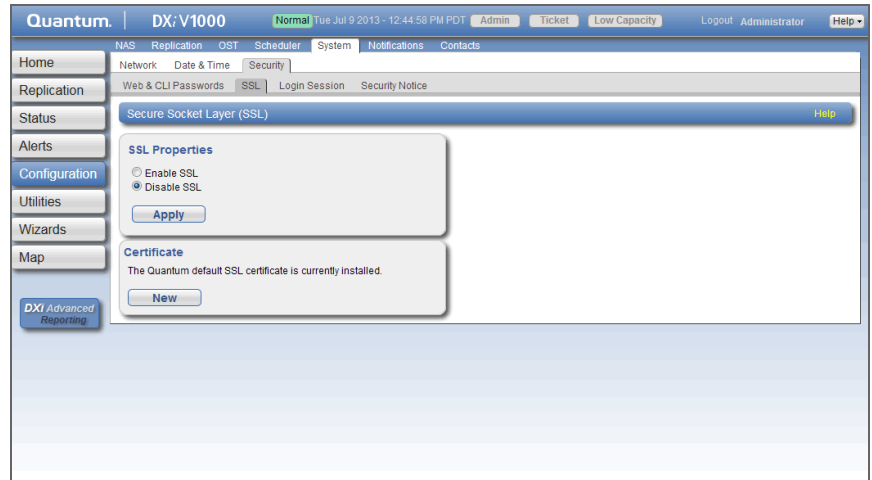 Quantum. DXi V1000 Normal Tue Jul 9 2013 - 12:44:58 PM PDT Admin Ticket Low Capacity Logout Administrator Help
NAS Replication OST Scheduler System Notifications Contacts
Home
Network Date & Time Security
Replication
Web & CLI Passwords SSL Login Session Security Notice
Status
Secure Socket Layer (SSL) Help
Alerts
SSL Properties
Configuration
Enable SSL
Disable SSL
Utilities
Apply
Wizards
Map
Certificate
The Quantum default SSL certificate is currently installed.
New
DXi Advanced
Reporting